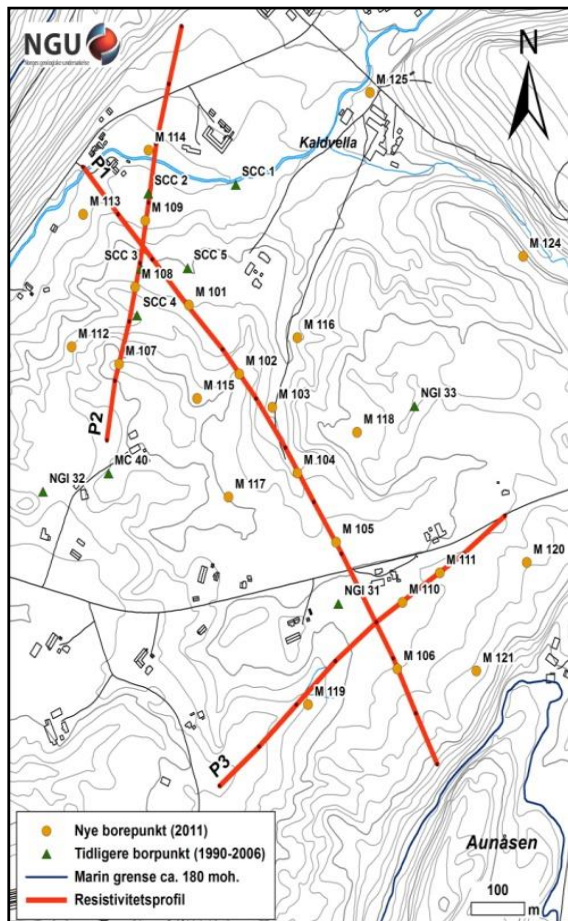 NGU
Norges geologiske undersøkelse
N
M 125
Kaldvella
M 114
P1
SCC 1
SCC 2
M 113
M 109
M 124
SCC 3
SCC 5
M 108
M 101
SCC 4
M 116
M 112
M 107
M 102
M 115
M 103
NGI 33
P2
M 118
MC 40
M 104
NGI 32
M 117
M 105
M 111
M 120
NGI 31
M 110
M 106
M 121
M 119
P3
Nye borepunkt (2011)
Tidligere borpunkt (1990-2006)
Marin grense ca. 180 moh.
Resistivitetsprofil
Aunåsen
100
m